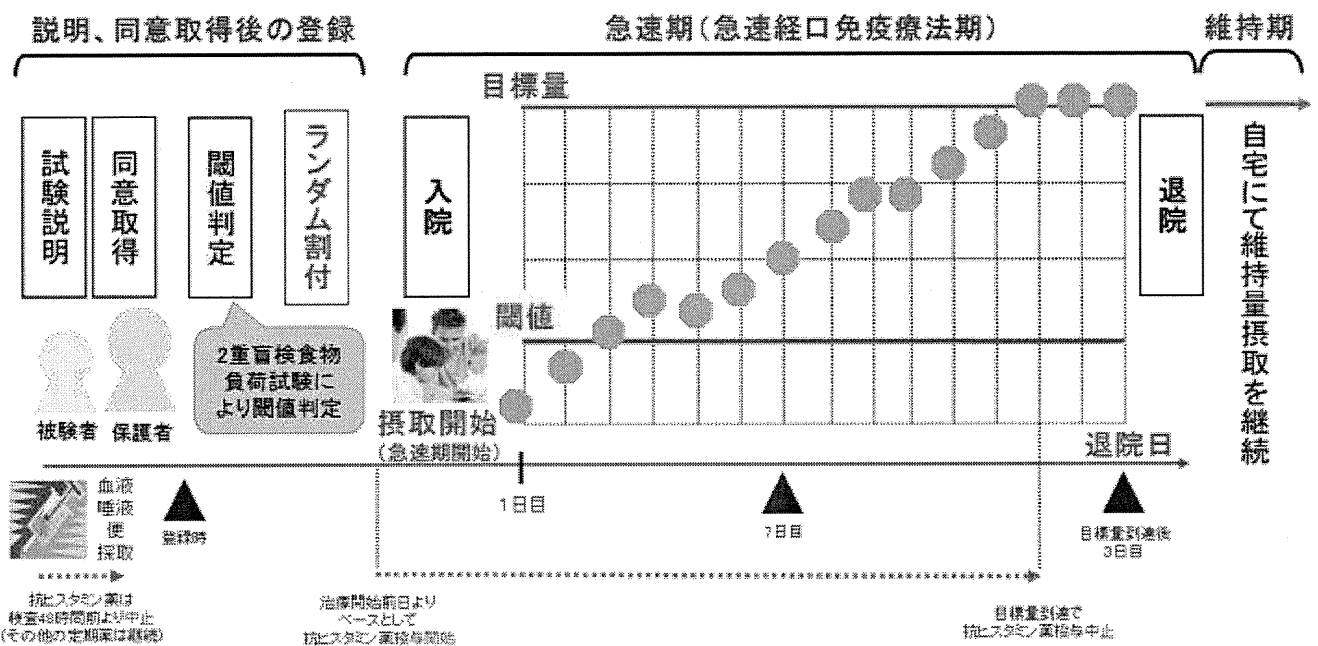 説明、同意取得後の登録
急速期(急速経口免疫療法期)
維持期
試験説明
同意取得
閾値判定
ランダム割付
入院
目標量
閾値
退院
自宅にて維持量摂取を継続
2重盲検食物
負荷試験に
より閾値判定
被験者
保護者
摂取開始
(急速期開始)
退院日
血液
唾液
便
採取
登録時
1日目
7日目
目標量到達後
3日目
抗ヒスタミン薬は
検査48時間前より中止
(その他の定期薬は継続)
治療開始前日より
ベースとして
抗ヒスタミン薬投与開始
目標量到達で
抗ヒスタミン薬投与中止